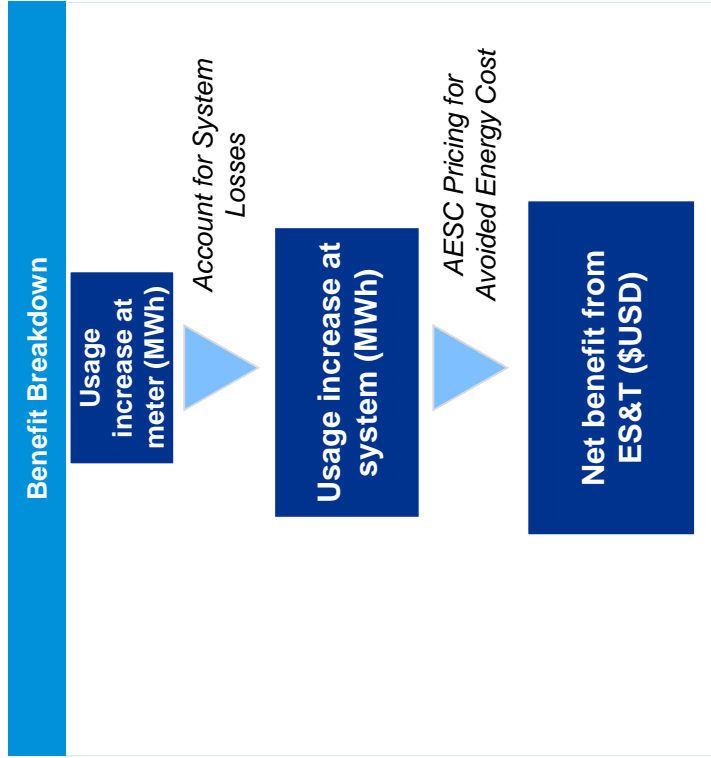 Benefit Breakdown
Usage
increase at
meter (MWh)
Account for System
Losses
Usage increase at
system (MWh)
AESC Pricing for
Avoided Energy Cost
Net benefit from
ES&T ($USD)